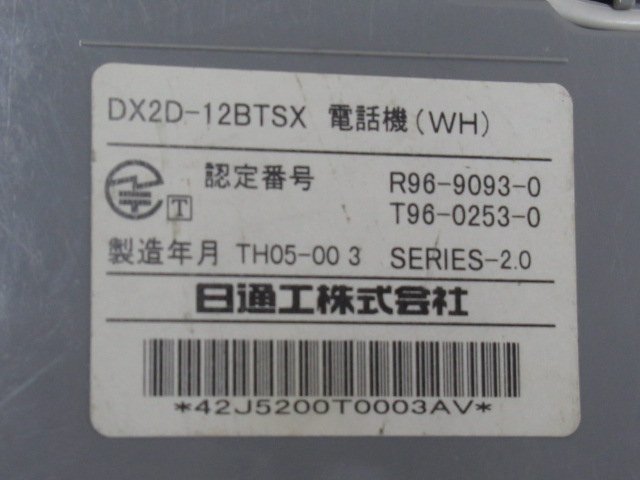 DX2D-12BTSX 電話機(WH)
認定番号 R96-9093-0
T T96-0253-0
製造年月 TH05-00 3 SERIES-2.0
日通工株式会社
*42J5200T0003AV*